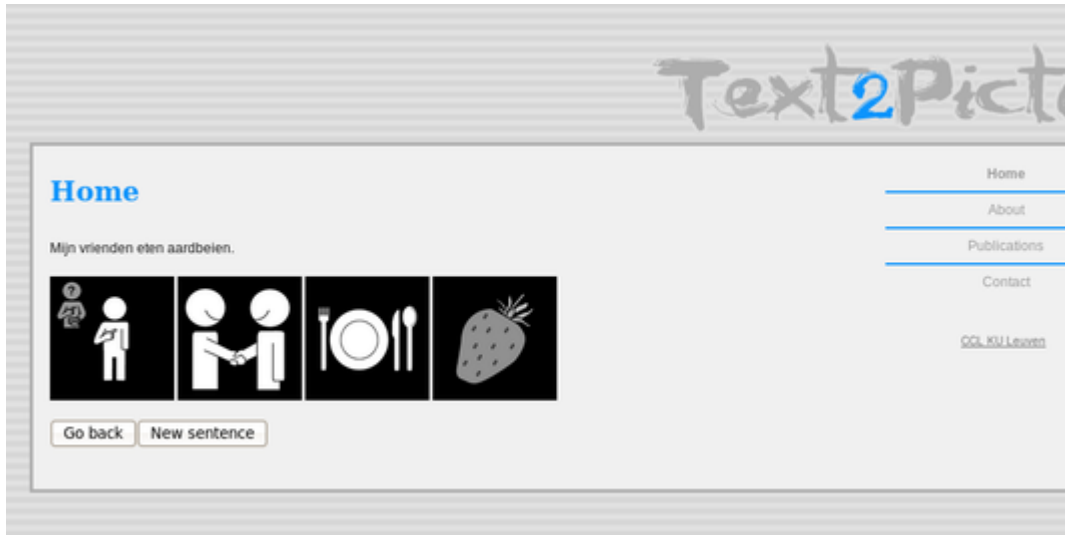 Text2Picto
Home
Home
About
Mijn vrienden eten aardbeien.
Publications
Contact
?
CCL KU Leuven
Go back
New sentence